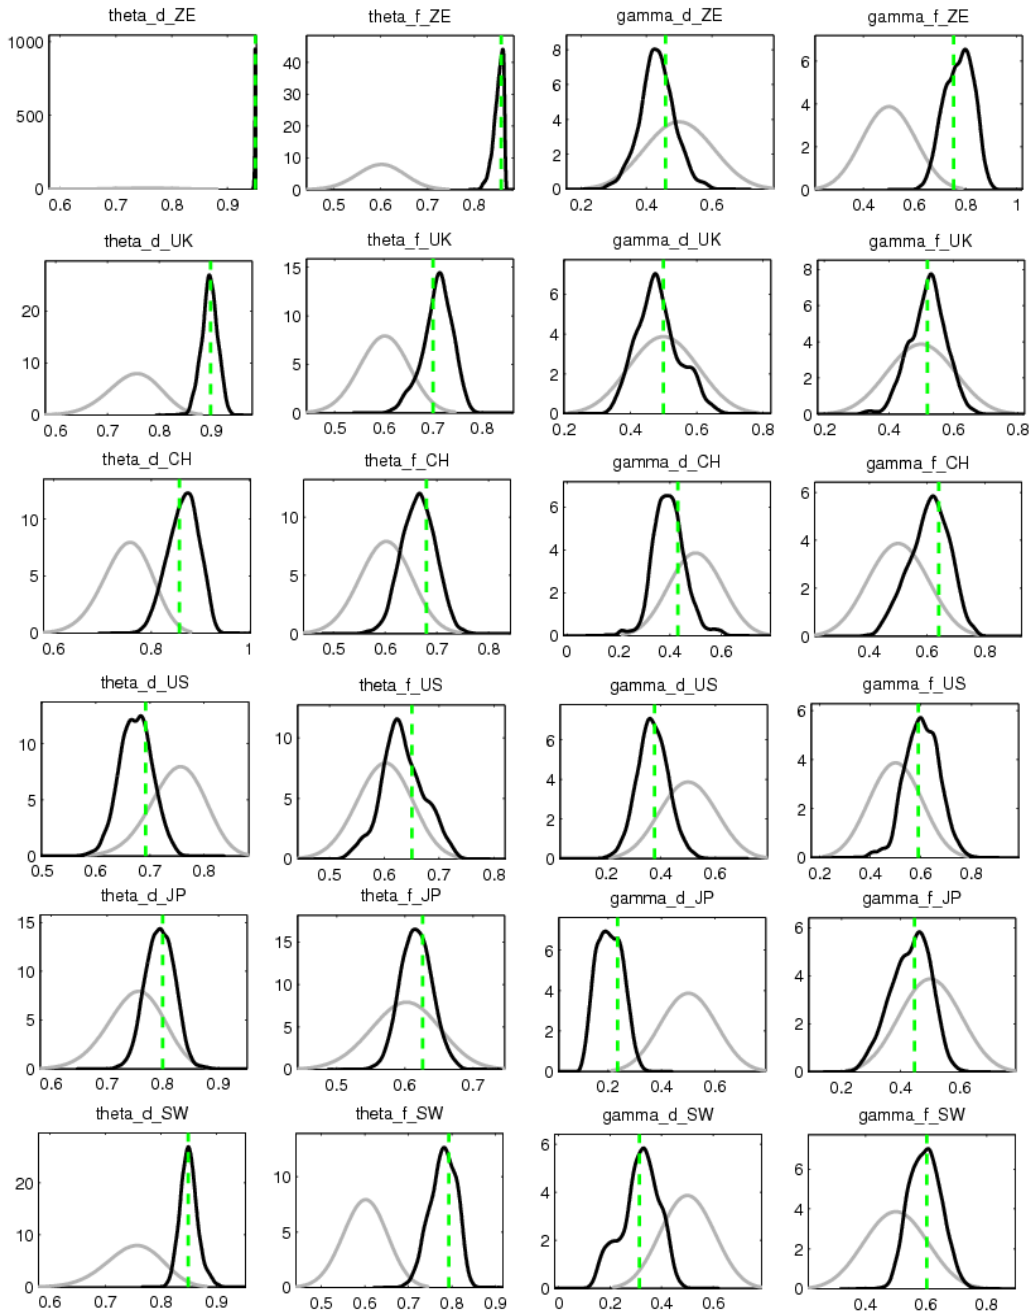 theta_d_ZE theta_f_ZE gamma_d_ZE gamma_f_ZE
1000 500 0 0.6 0.7 0.8 0.9
40 30 20 10 0 0.5 0.6 0.7 0.8
8 6 4 2 0 0.2 0.4 0.6
6 4 2 0 0.4 0.6 0.8 1
theta_d_UK theta_f_UK gamma_d_UK gamma_f_UK
20 10 0 0.6 0.7 0.8 0.9
15 10 5 0 0.5 0.6 0.7 0.8
6 4 2 0 0.2 0.4 0.6 0.8
8 6 4 2 0 0.2 0.4 0.6 0.8
theta_d_CH theta_f_CH gamma_d_CH gamma_f_CH
10 5 0 0.6 0.8 1
10 5 0 0.5 0.6 0.7 0.8
6 4 2 0 0 0.2 0.4 0.6
6 4 2 0 0.4 0.6 0.8
theta_d_US theta_f_US gamma_d_US gamma_f_US
10 5 0 0.5 0.6 0.7 0.8
10 5 0 0.5 0.6 0.7 0.8
6 4 2 0 0.2 0.4 0.6
6 4 2 0 0.2 0.4 0.6 0.8
theta_d_JP theta_f_JP gamma_d_JP gamma_f_JP
15 10 5 0 0.6 0.7 0.8 0.9
15 10 5 0 0.5 0.6 0.7
6 4 2 0 0.2 0.4 0.6
6 4 2 0 0.2 0.4 0.6
theta_d_SW theta_f_SW gamma_d_SW gamma_f_SW
20 10 0 0.6 0.7 0.8 0.9
10 5 0 0.5 0.6 0.7 0.8 0.9
6 4 2 0 0 0.2 0.4 0.6
6 4 2 0 0.4 0.6 0.8